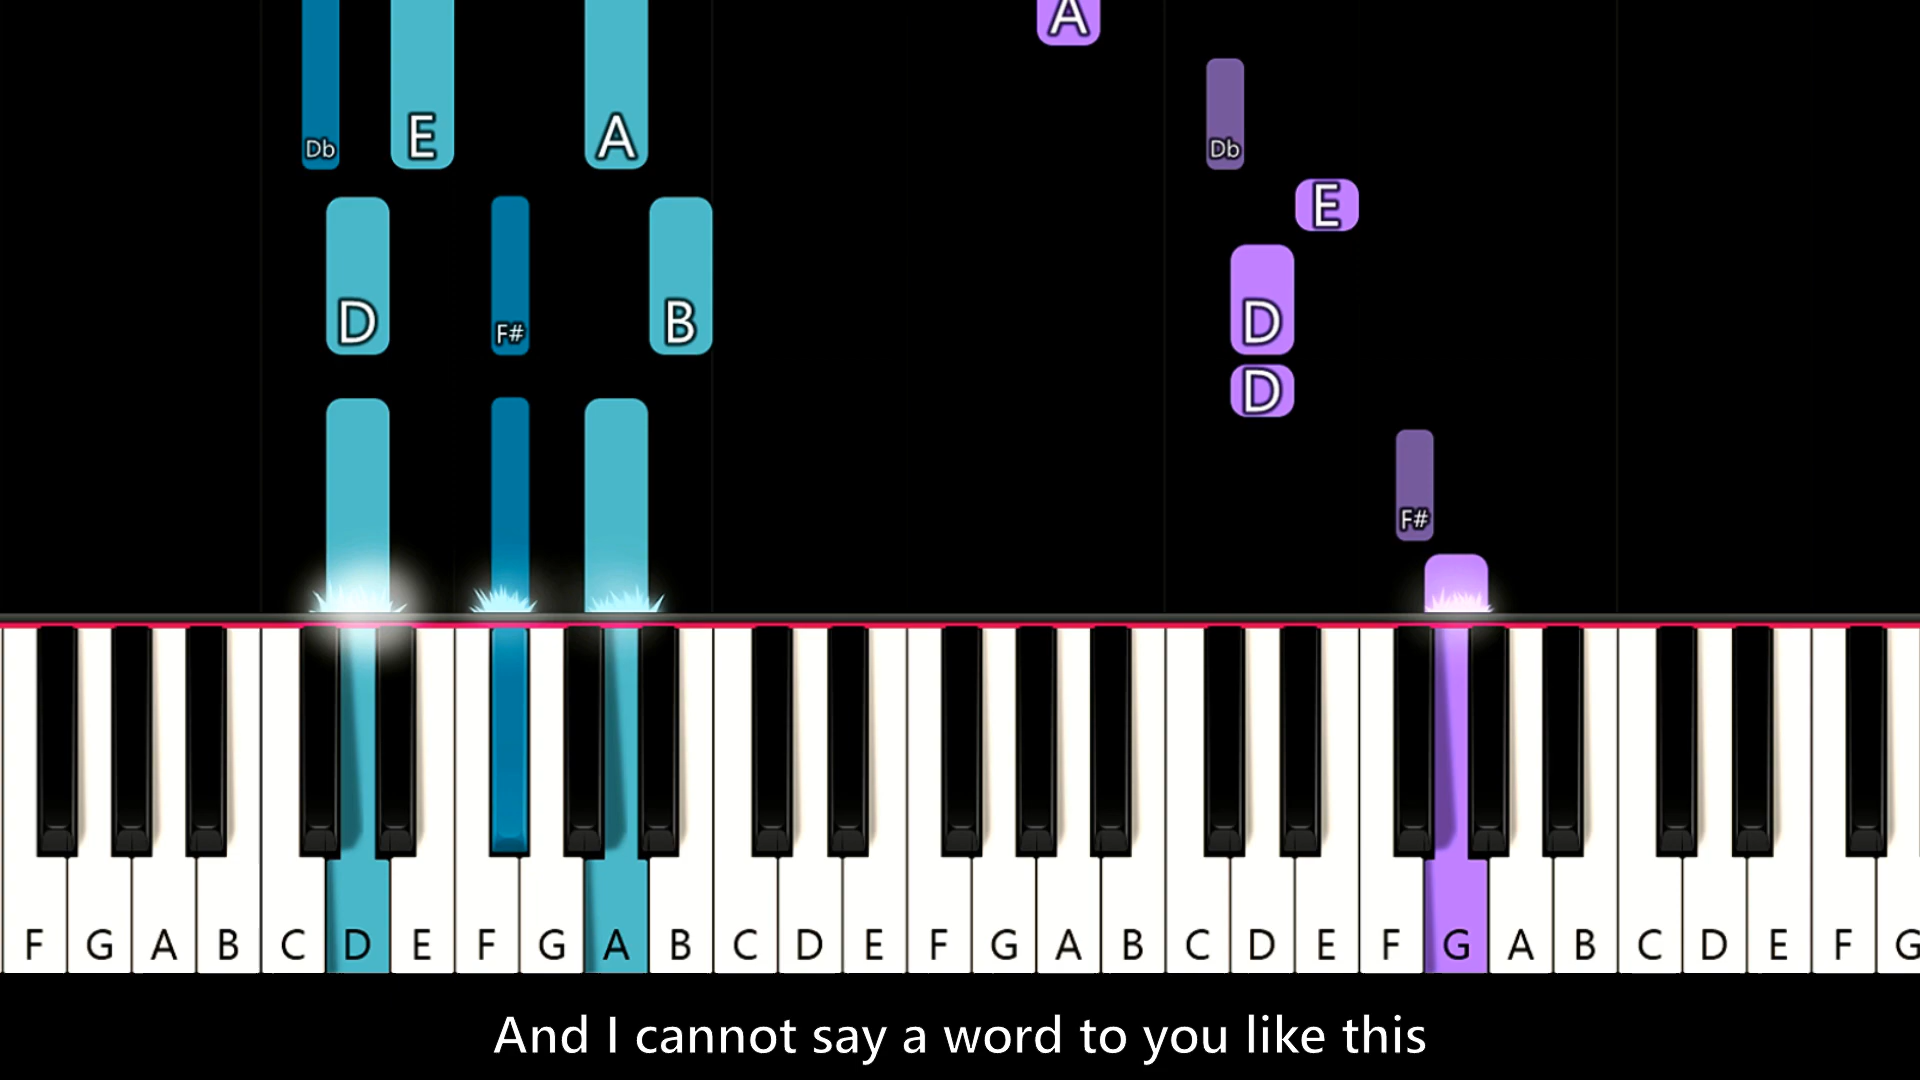 A
Db E A Db
E
D F# B D
D
F#
F G A B C D E F G A B C D E F G A B C D E F G A B C D E F G
And I cannot say a word to you like this